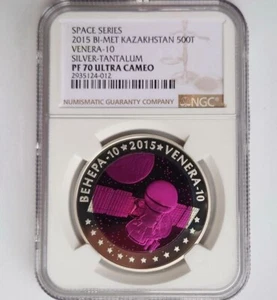 SPACE SERIES
2015 BI-MET KAZAKHSTAN 500T
VENERA-10
SILVER-TANTALUM
PF 70 ULTRA CAMEO
2935124-012
NUMISMATIC GUARANTY COMPANY
NGC
ВЕНЕРА-10★2015★VENERA-10